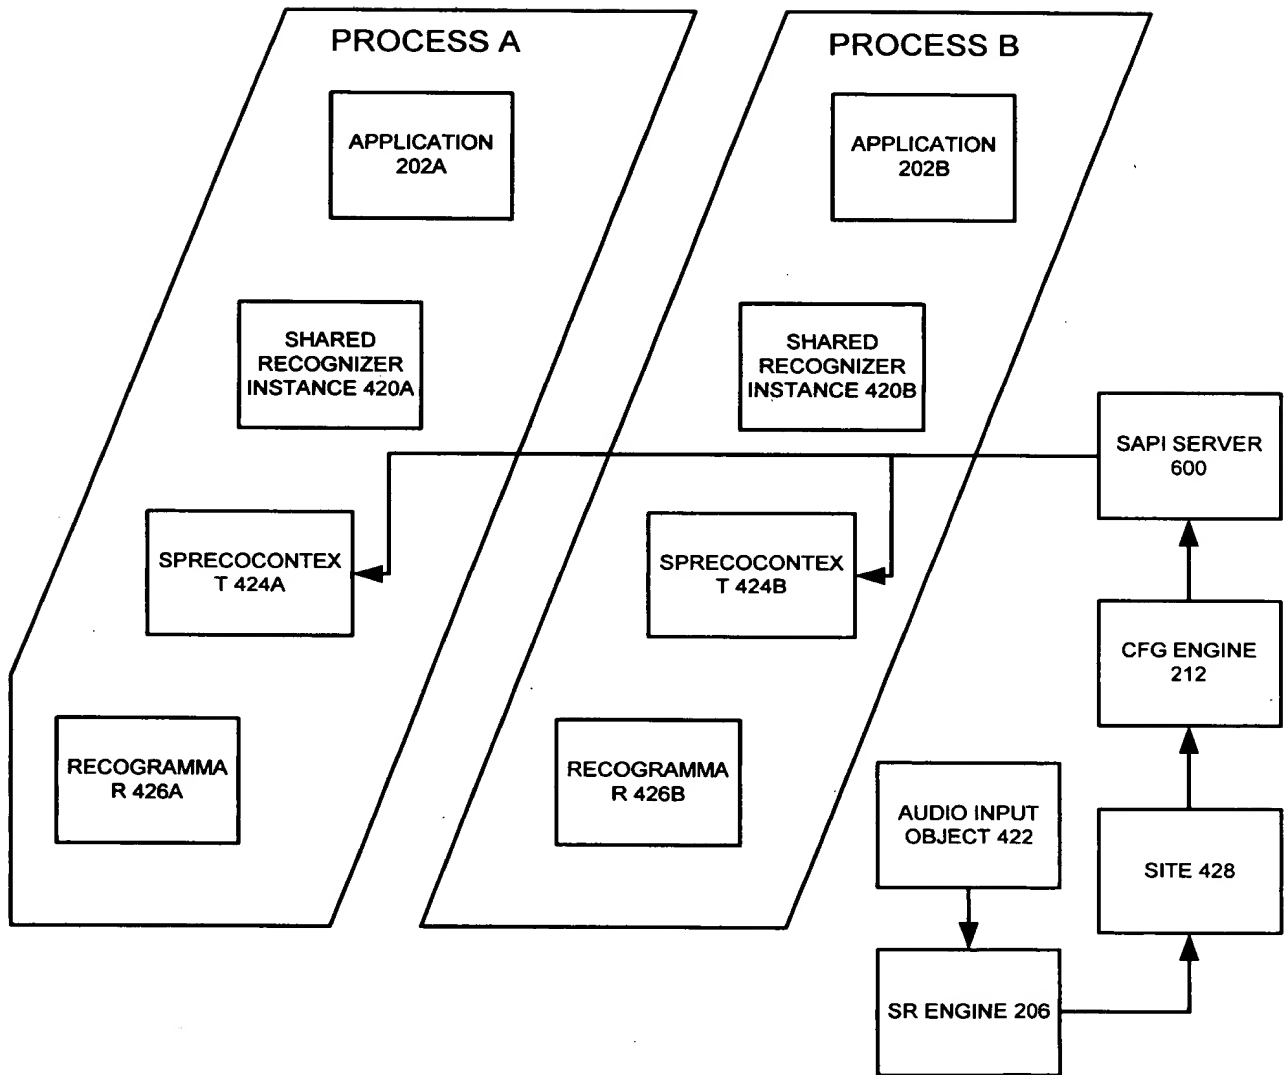 PROCESS A
APPLICATION
202A
SHARED
RECOGNIZER
INSTANCE 420A
SPRECOCONTEX
T 424A
RECOGRAMMA
R 426A
PROCESS B
APPLICATION
202B
SHARED
RECOGNIZER
INSTANCE 420B
SPRECOCONTEX
T 424B
RECOGRAMMA
R 426B
SAPI SERVER
600
CFG ENGINE
212
SITE 428
AUDIO INPUT
OBJECT 422
SR ENGINE 206